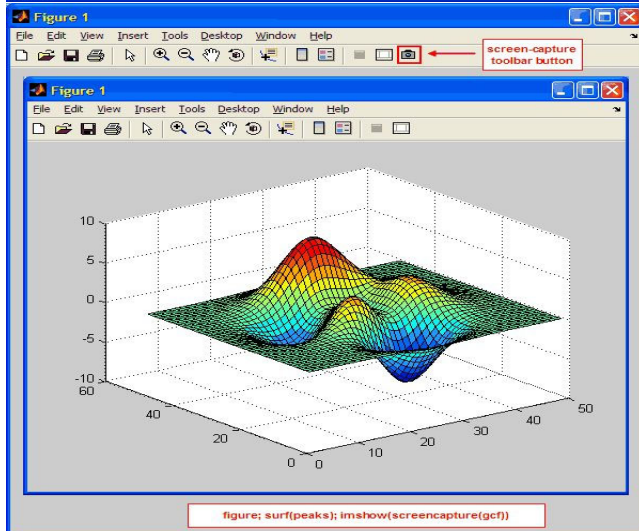 Figure 1
File Edit View Insert Tools Desktop Window Help
screen-capture
toolbar button
Figure 1
File Edit View Insert Tools Desktop Window Help
10
5
0
-5
-10
60
40
20
0
0
10
20
30
40
50
figure; surf(peaks); imshow(screencapture(gcf))